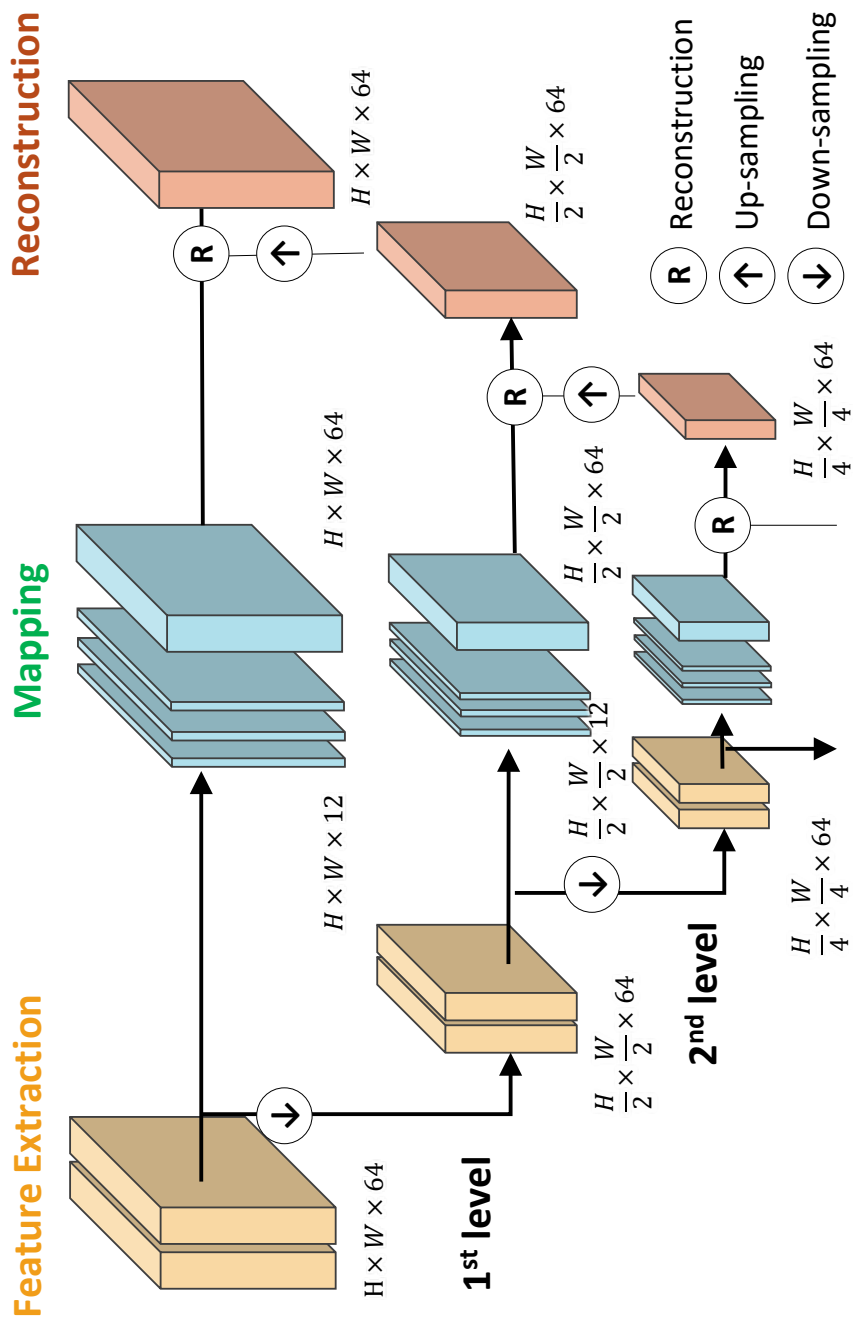 Feature Extraction
Mapping
Reconstruction
H × W × 64
H × W × 12
H × W × 64
H × W × 64
1st level
H/2 × W/2 × 64
H/2 × W/2 × 12
H/2 × W/2 × 64
H/2 × W/2 × 64
2nd level
H/4 × W/4 × 64
H/4 × W/4 × 64
R
R
R
R Reconstruction
↑ Up-sampling
↓ Down-sampling